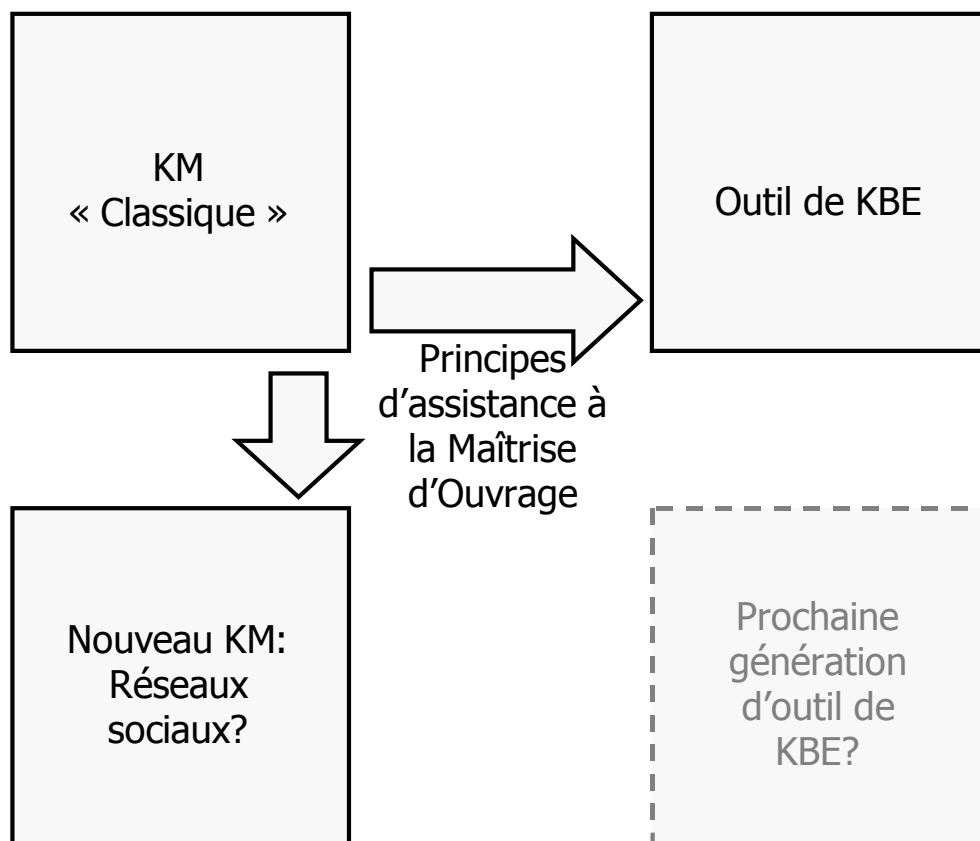 KM
« Classique »
Outil de KBE
Principes
d’assistance à
la Maîtrise
d’Ouvrage
Nouveau KM:
Réseaux
sociaux?
Prochaine
génération
d’outil de
KBE?